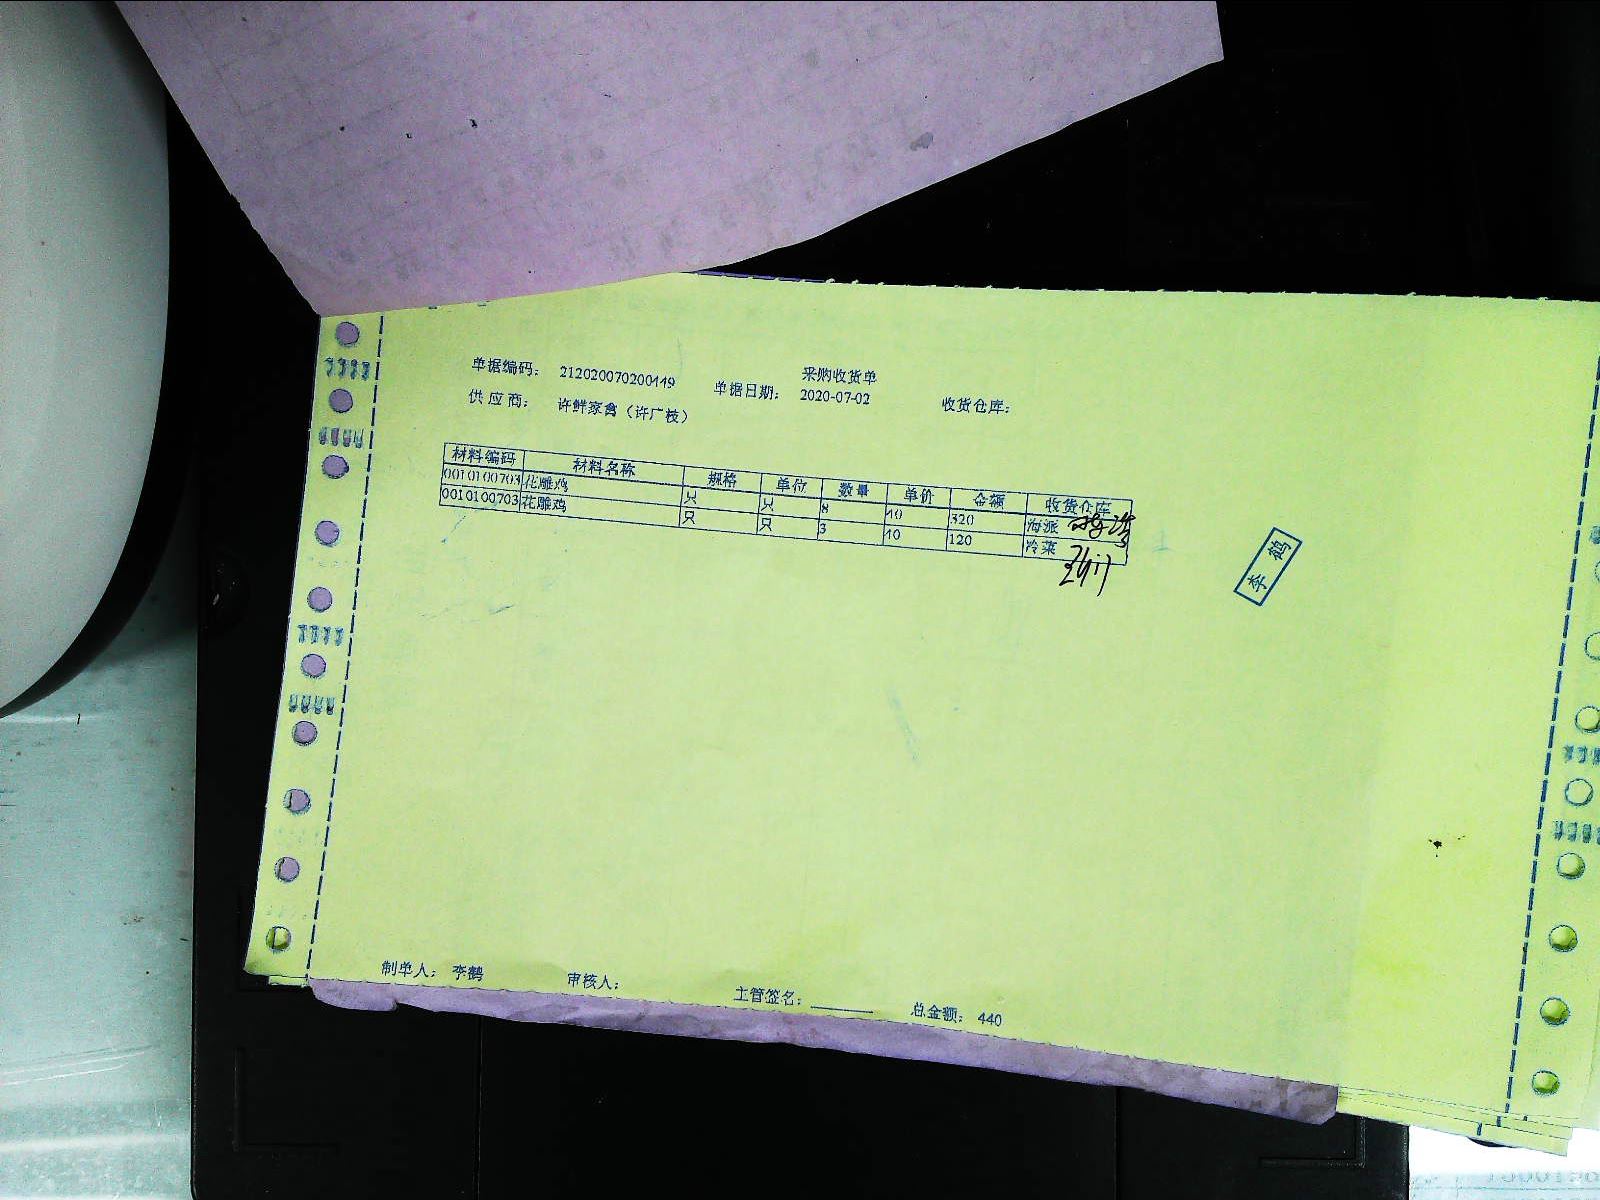 采购收货单
单据编码： 212020070200449 单据日期： 2020-07-02 收货仓库：
供 应 商： 许鲜家禽（许广枝）
材料编码 材料名称 规格 单位 数量 单价 金额 收货仓库
0010100703 花雕鸡 只 只 8 40 320 海派
0010100703 花雕鸡 只 只 3 40 120 冷菜
李鹤
制单人： 李鹤 审核人： 主管签名： 总金额： 440